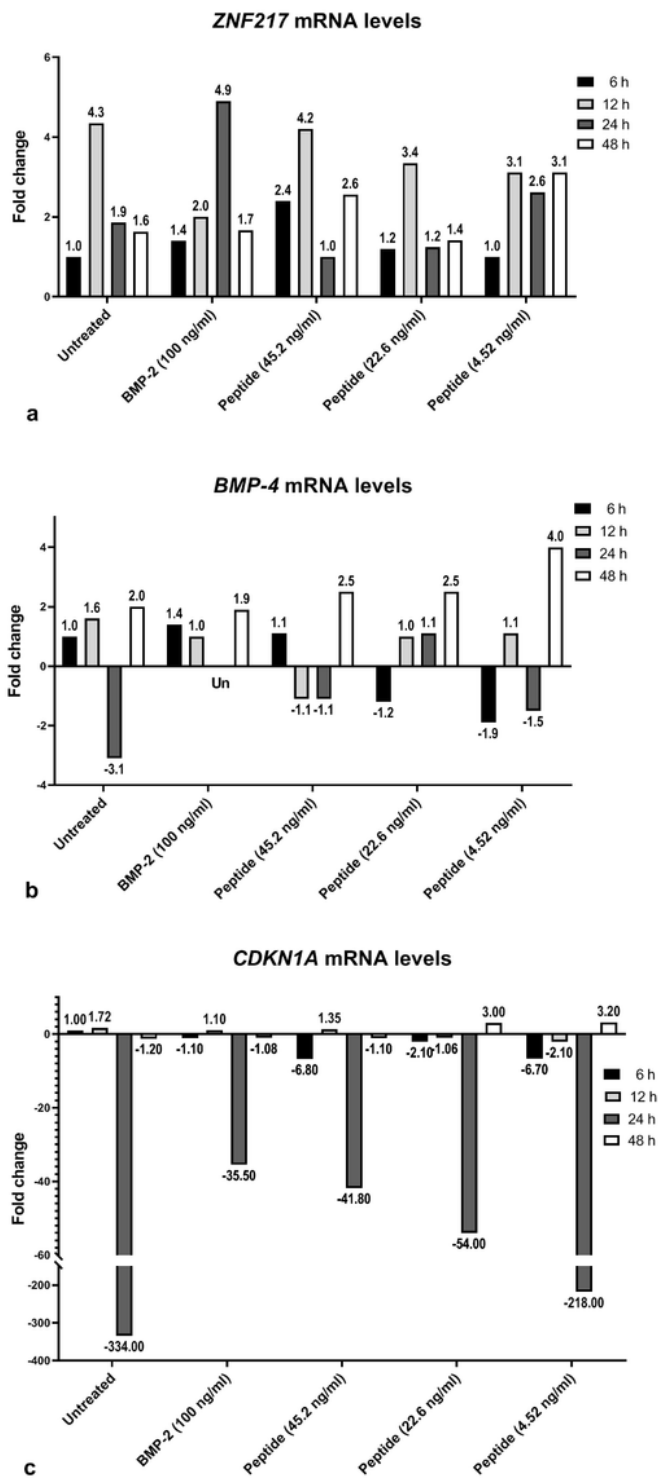 ZNF217 mRNA levels
6 h
12 h
24 h
48 h
Fold change
6
4
2
0
1.0 4.3 1.9 1.6
1.4 2.0 4.9 1.7
2.4 4.2 1.0 2.6
1.2 3.4 1.2 1.4
1.0 3.1 2.6 3.1
Untreated
BMP-2 (100 ng/ml)
Peptide (45.2 ng/ml)
Peptide (22.6 ng/ml)
Peptide (4.52 ng/ml)
a
BMP-4 mRNA levels
6 h
12 h
24 h
48 h
Fold change
4
2
0
-2
-4
1.0 1.6 -3.1 2.0
1.4 1.0 Un 1.9
1.1 -1.1 -1.1 2.5
-1.2 1.0 1.1 2.5
-1.9 1.1 -1.5 4.0
Untreated
BMP-2 (100 ng/ml)
Peptide (45.2 ng/ml)
Peptide (22.6 ng/ml)
Peptide (4.52 ng/ml)
b
CDKN1A mRNA levels
6 h
12 h
24 h
48 h
Fold change
0
-20
-40
-60
-200
-300
-400
1.00 1.72 -334.00 -1.20
-1.10 1.10 -35.50 -1.08
-6.80 1.35 -41.80 -1.10
-2.10 -1.06 -54.00 3.00
-6.70 -2.10 -218.00 3.20
Untreated
BMP-2 (100 ng/ml)
Peptide (45.2 ng/ml)
Peptide (22.6 ng/ml)
Peptide (4.52 ng/ml)
c